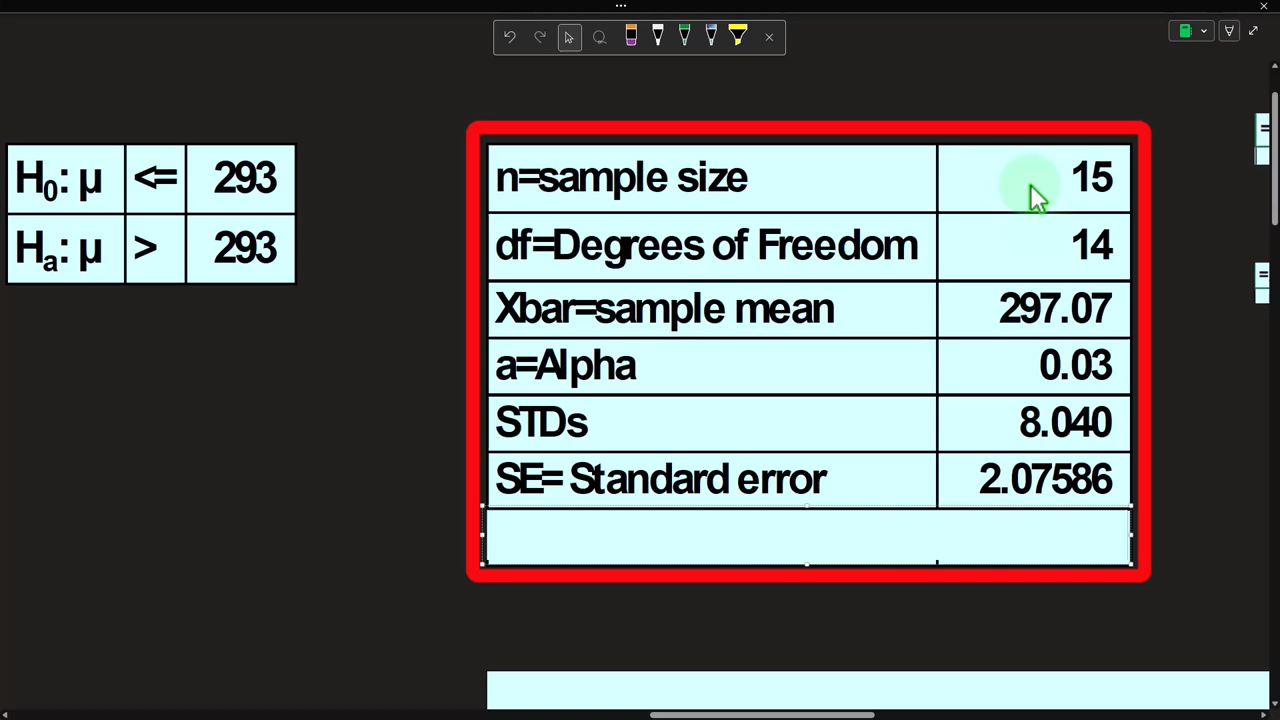 H0: μ <= 293
Ha: μ > 293
n=sample size 15
df=Degrees of Freedom 14
Xbar=sample mean 297.07
a=Alpha 0.03
STDs 8.040
SE= Standard error 2.07586
=
=